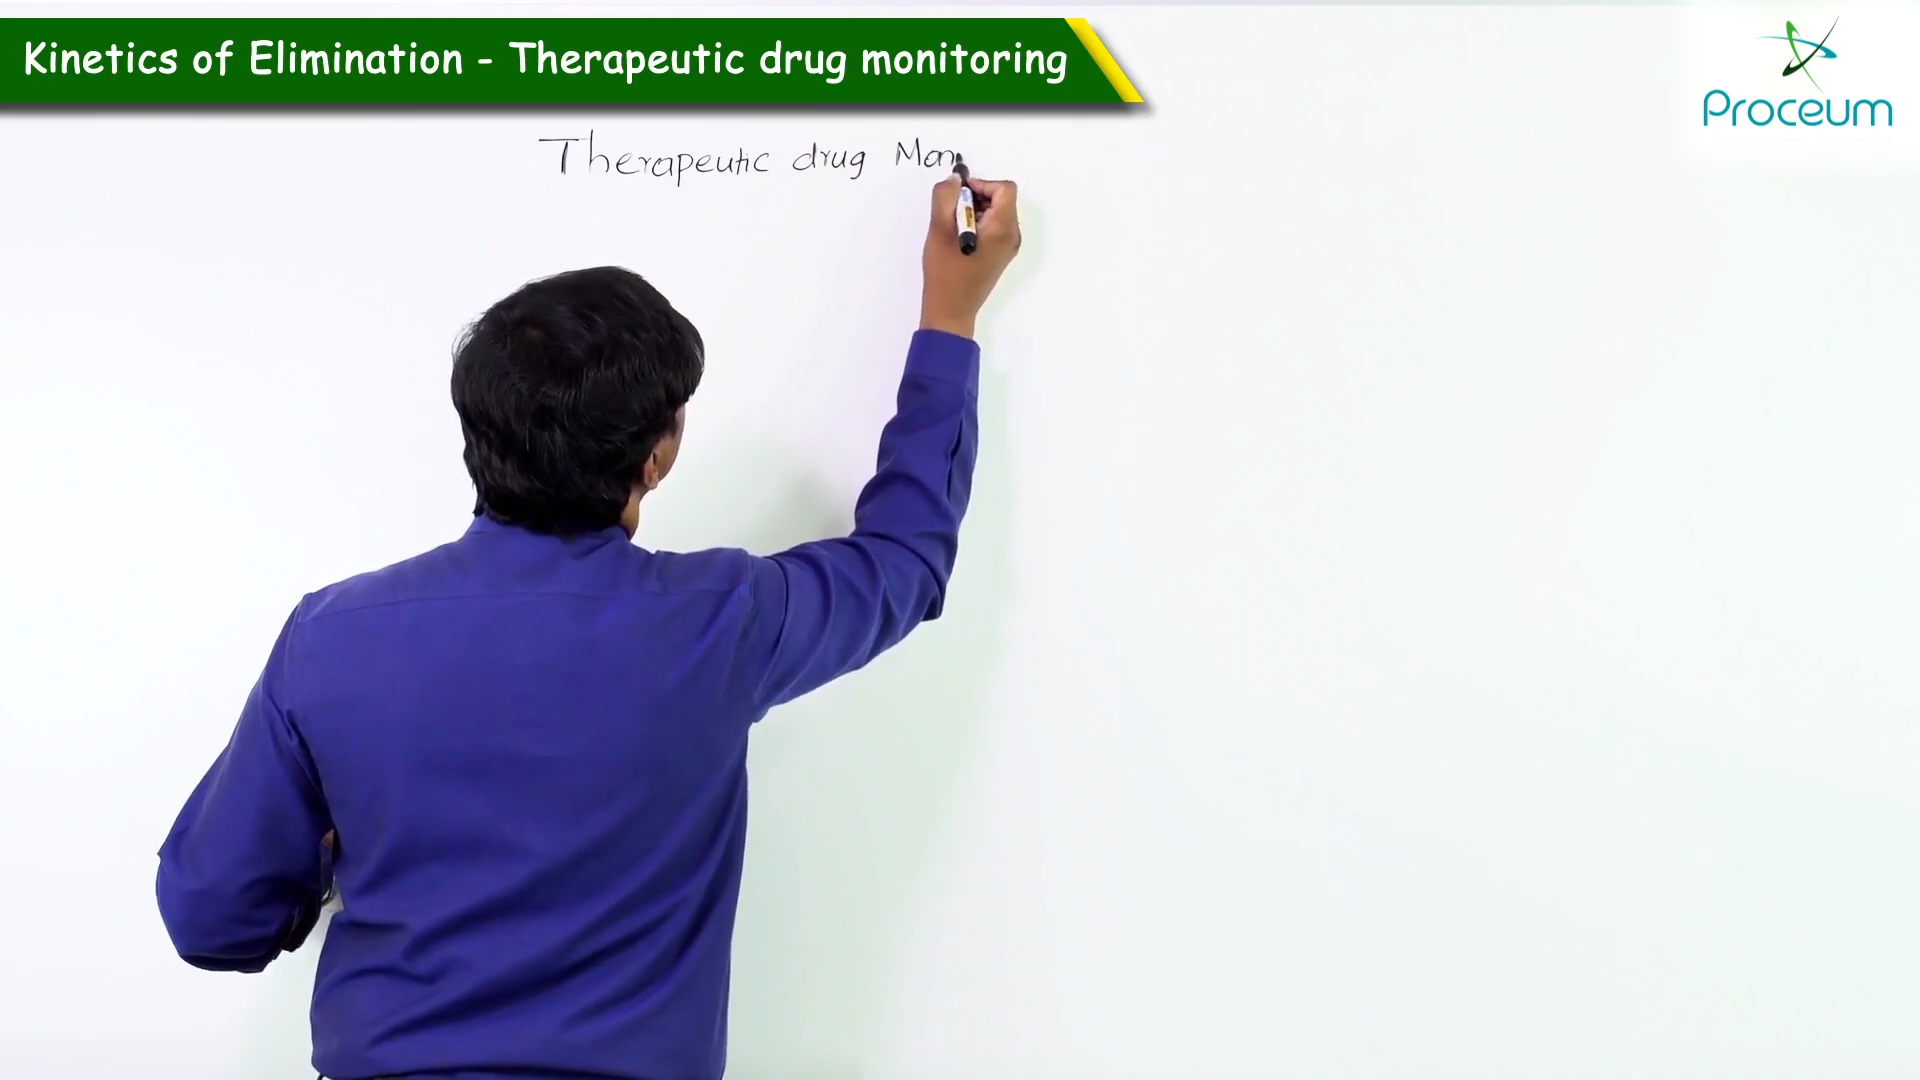 Kinetics of Elimination - Therapeutic drug monitoring
Proceum
Therapeutic drug Mon